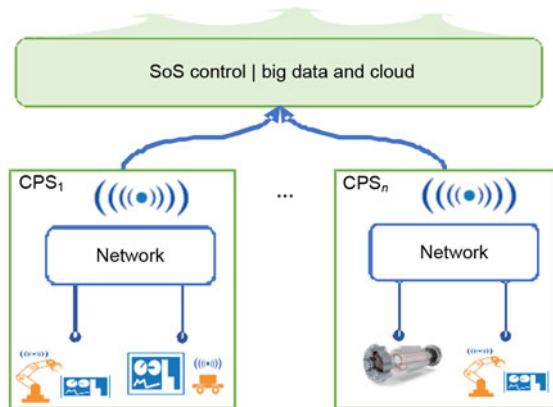 SoS control | big data and cloud
CPS₁
...
CPSₙ
Network
Network